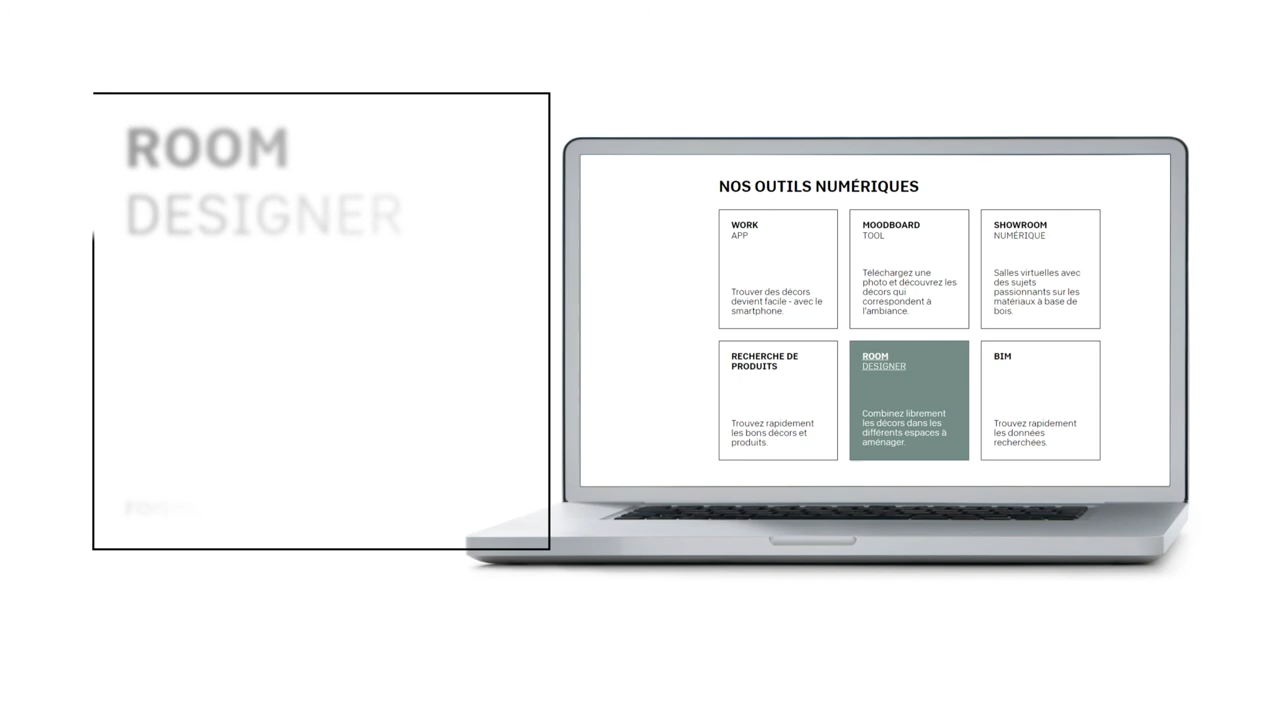 ROOM
DESIGNER
NOS OUTILS NUMÉRIQUES
WORK
APP
Trouver des décors
devient facile - avec le
smartphone.
MOODBOARD
TOOL
Téléchargez une
photo et découvrez les
décors qui
correspondent à
l'ambiance.
SHOWROOM
NUMÉRIQUE
Salles virtuelles avec
des sujets
passionnants sur les
matériaux à base de
bois.
RECHERCHE DE
PRODUITS
Trouvez rapidement
les bons décors et
produits.
ROOM
DESIGNER
Combinez librement
les décors dans les
différents espaces à
aménager.
BIM
Trouvez rapidement
les données
recherchées.